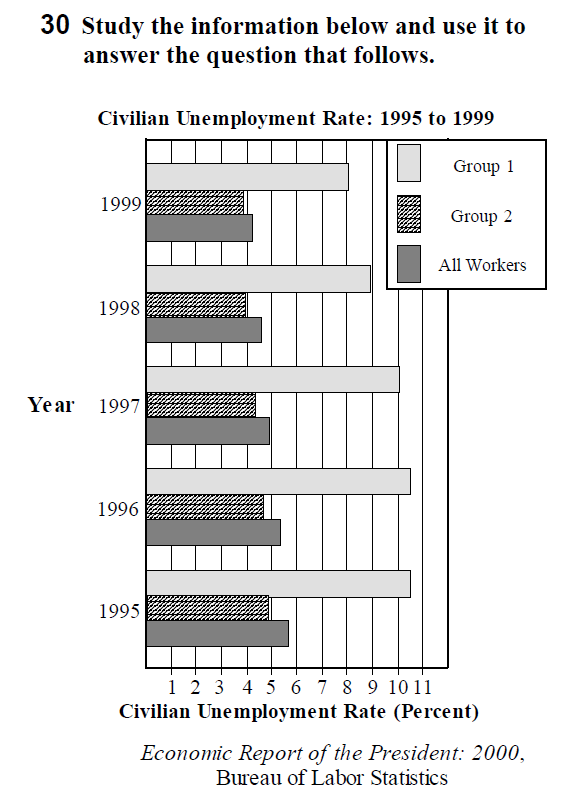 30 Study the information below and use it to
answer the question that follows.
Civilian Unemployment Rate: 1995 to 1999
Group 1
Group 2
All Workers
1999
1998
Year 1997
1996
1995
1 2 3 4 5 6 7 8 9 10 11
Civilian Unemployment Rate (Percent)
Economic Report of the President: 2000,
Bureau of Labor Statistics